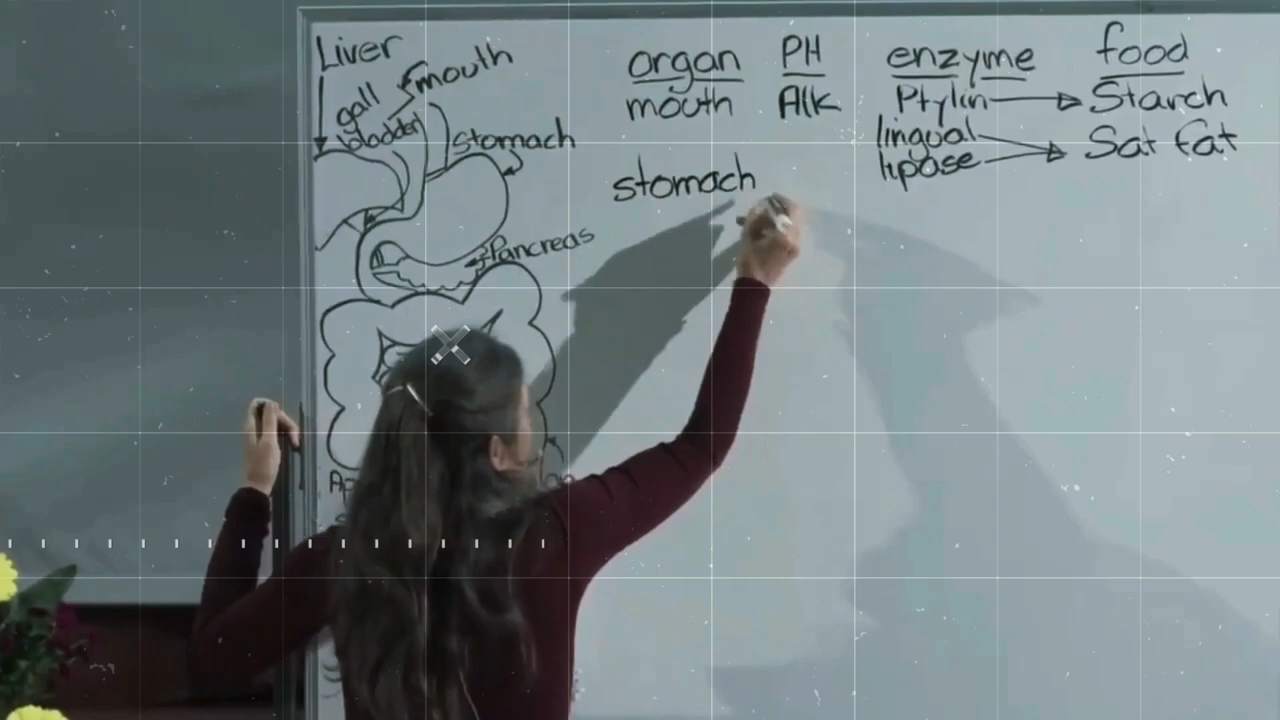 Liver
mouth
gall
bladder
stomach
Pancreas
organ PH enzyme food
mouth Alk Ptylin Starch
lingual
lipase Sat fat
stomach